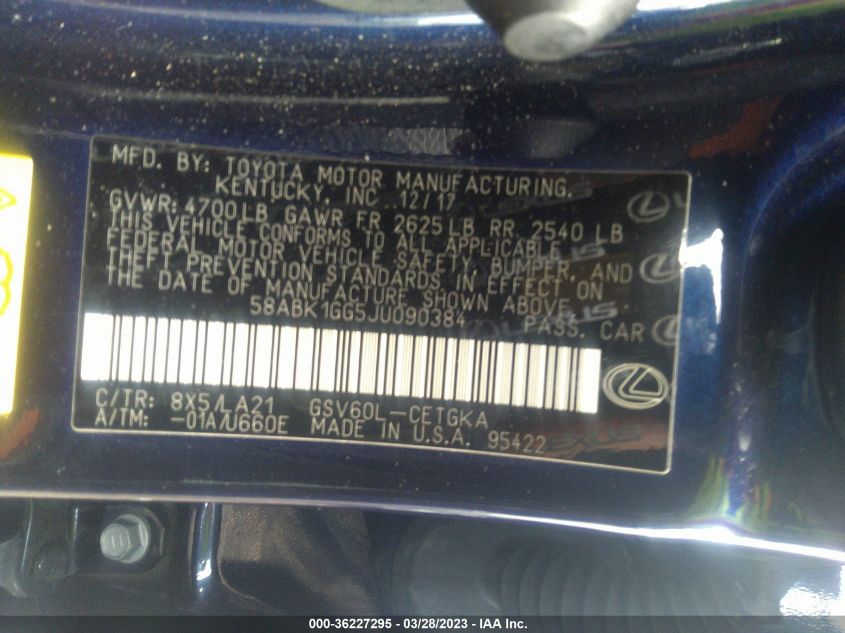 MFD. BY: TOYOTA MOTOR MANUFACTURING,
KENTUCKY, INC 12/17
GVWR: 4700LB GAWR FR 2625LB RR 2540 LB
THIS VEHICLE CONFORMS TO ALL APPLICABLE
FEDERAL MOTOR VEHICLE SAFETY, BUMPER, AND
THEFT PREVENTION STANDARDS IN EFFECT ON
THE DATE OF MANUFACTURE SHOWN ABOVE.
58ABK1GG5JU090384 PASS. CAR
C/TR: 8X5/LA21 GSV60L-CETGKA
A/TM: -01A/U660E MADE IN U.S.A. 95422
000-36227295 - 03/28/2023 - IAA Inc.